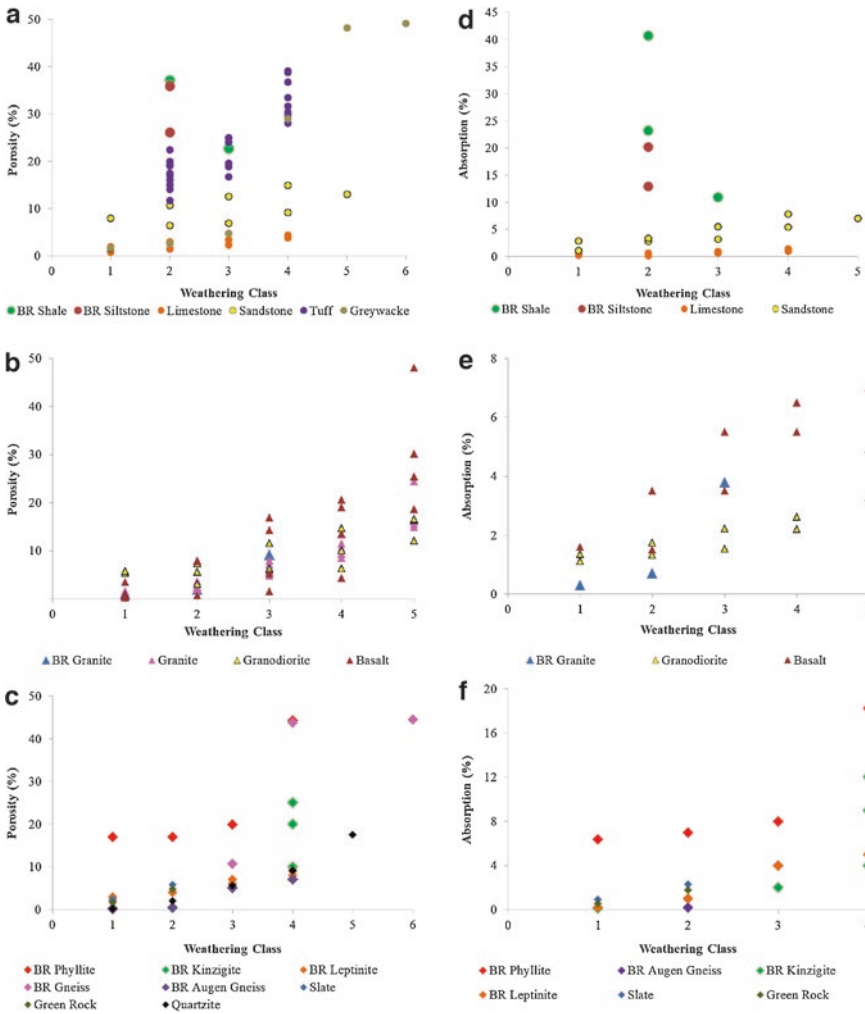 a
50
40
30
20
10
0
Porosity (%)
0 1 2 3 4 5 6
Weathering Class
BR Shale BR Siltstone Limestone Sandstone Tuff Greywacke
d
45
40
35
30
25
20
15
10
5
0
Absorption (%)
0 1 2 3 4 5
Weathering Class
BR Shale BR Siltstone Limestone Sandstone
b
50
40
30
20
10
Porosity (%)
0 1 2 3 4 5
Weathering Class
BR Granite Granite Granodiorite Basalt
e
8
6
4
2
0
Absorption (%)
0 1 2 3 4
Weathering Class
BR Granite Granodiorite Basalt
c
50
40
30
20
10
0
Porosity (%)
0 1 2 3 4 5 6
Weathering Class
BR Phyllite BR Kinzigite BR Leptinite
BR Gneiss BR Augen Gneiss Slate
Green Rock Quartzite
f
20
16
12
8
4
0
Absorption (%)
0 1 2 3
Weathering Class
BR Phyllite BR Augen Gneiss BR Kinzigite
BR Leptinite Slate Green Rock